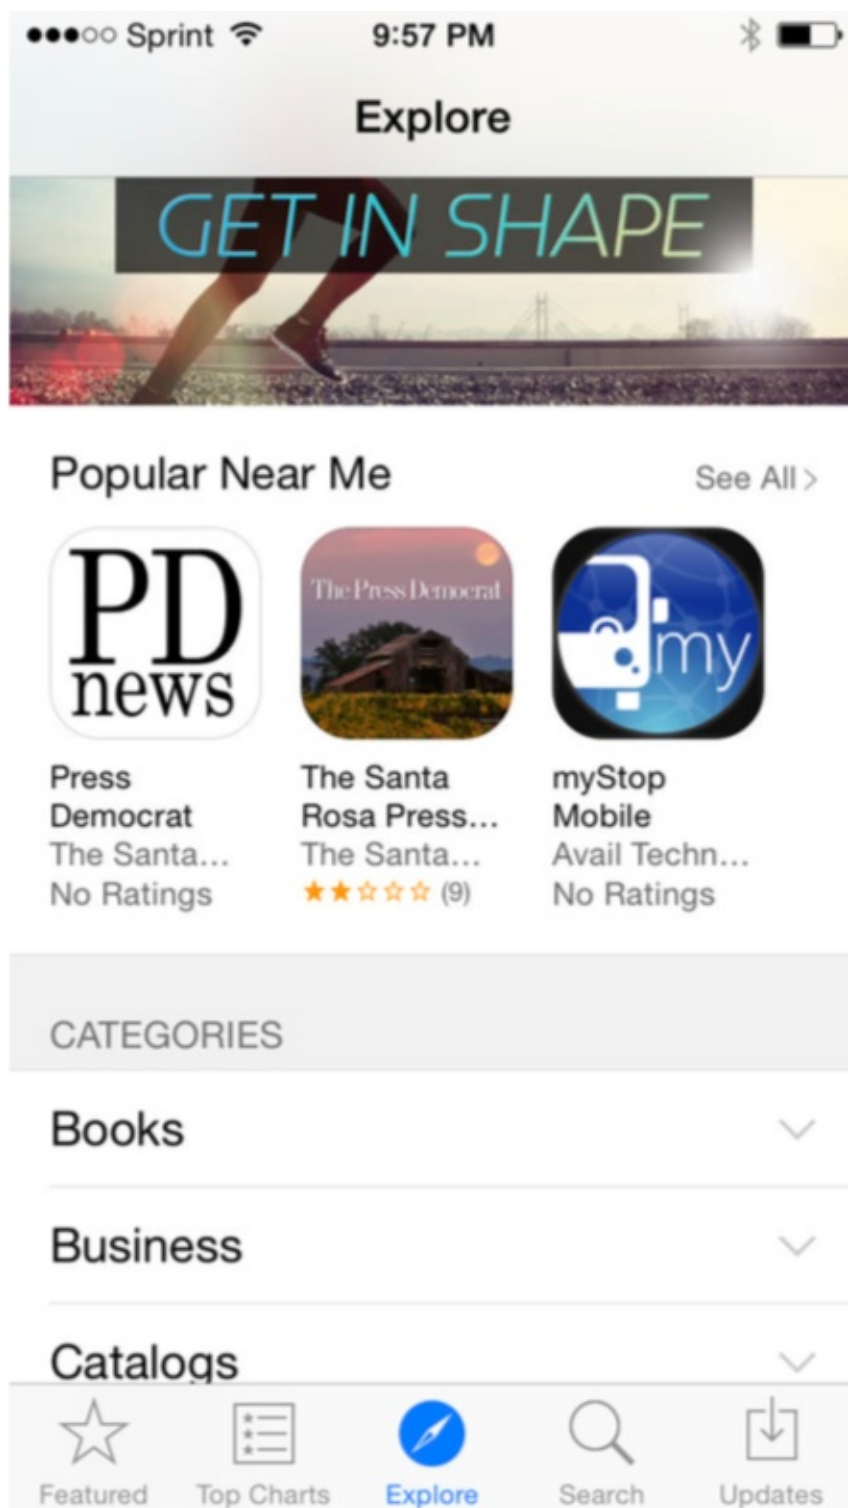 Sprint 9:57 PM
Explore
GET IN SHAPE
Popular Near Me See All >
PD
news
The Press Democrat
my
Press
Democrat
The Santa...
No Ratings
The Santa
Rosa Press...
The Santa...
(9)
myStop
Mobile
Avail Techn...
No Ratings
CATEGORIES
Books
Business
Catalogs
Featured Top Charts Explore Search Updates